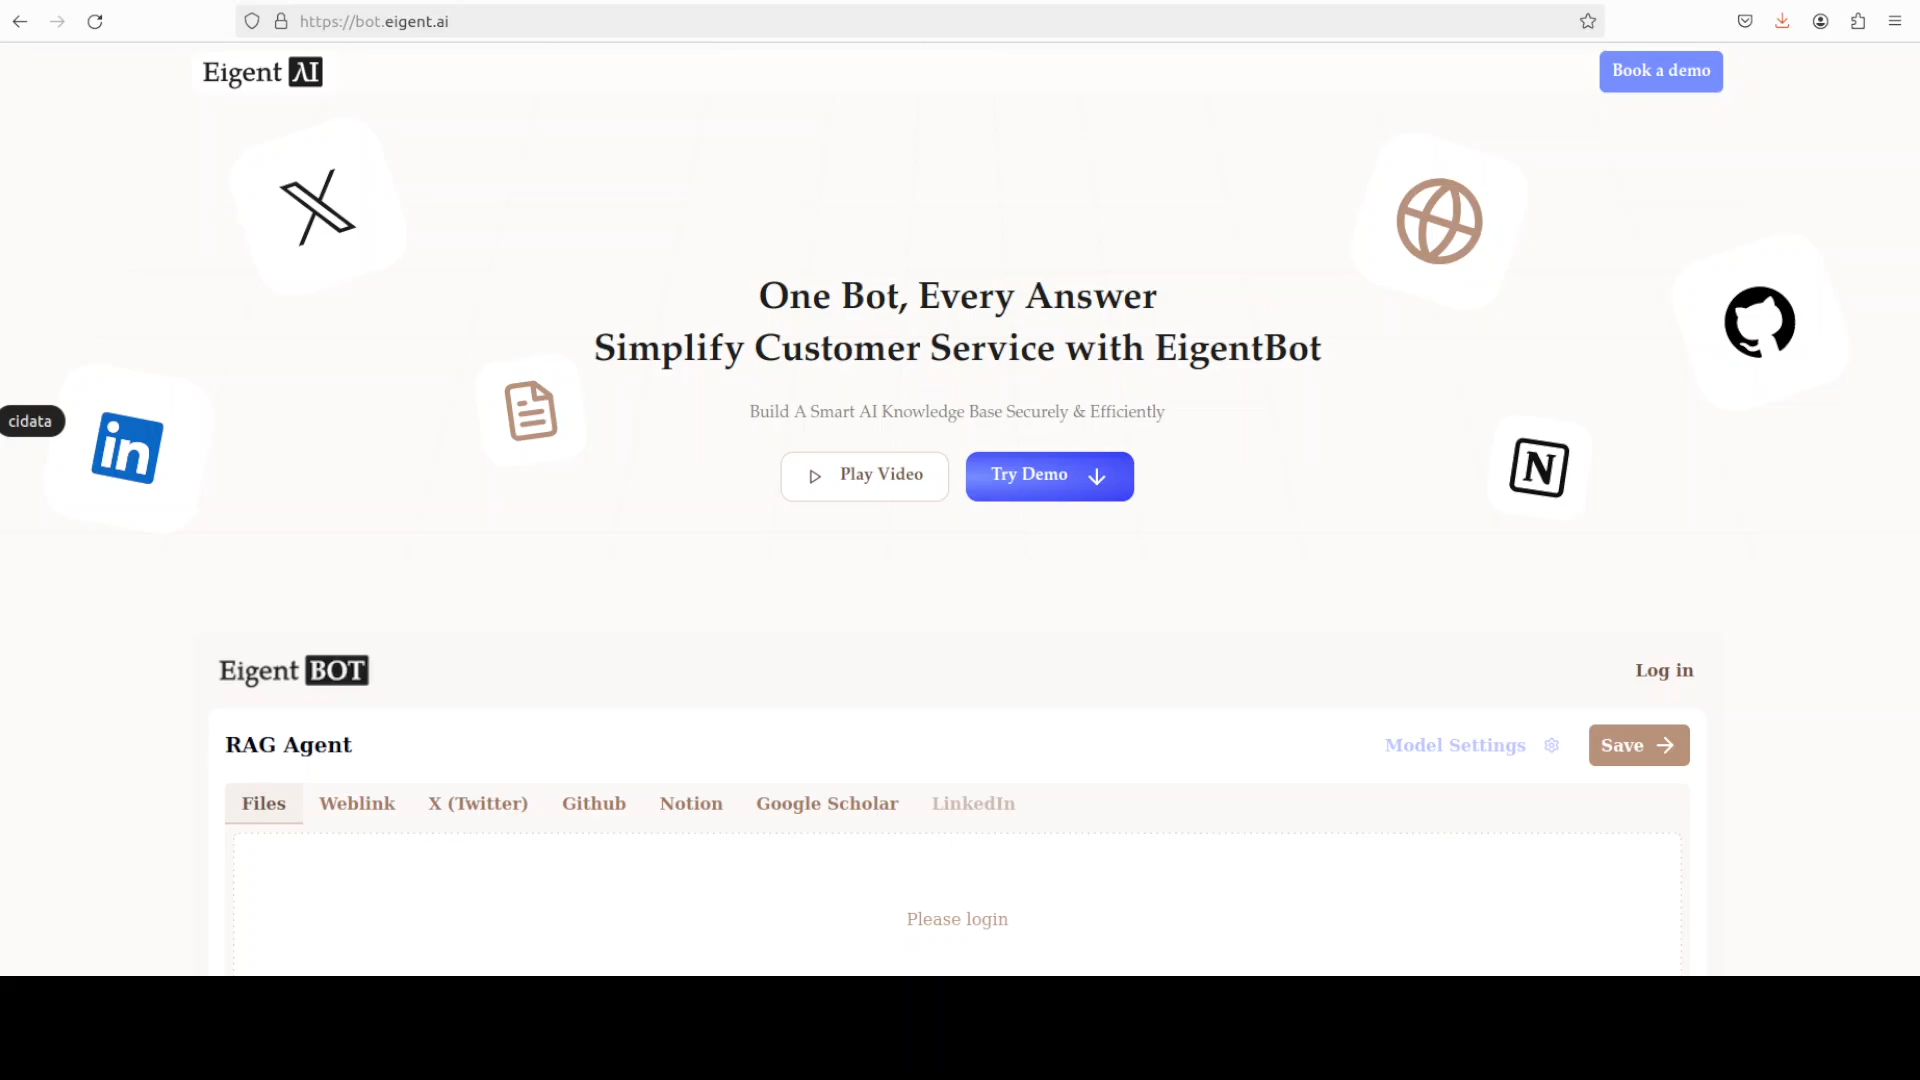 https://bot.eigent.ai
Eigent AI
Book a demo
One Bot, Every Answer
Simplify Customer Service with EigentBot
cidata
in
Build A Smart AI Knowledge Base Securely & Efficiently
N
Play Video
Try Demo
Eigent BOT
Log in
RAG Agent
Model Settings
Save
Files Weblink X (Twitter) Github Notion Google Scholar LinkedIn
Please login